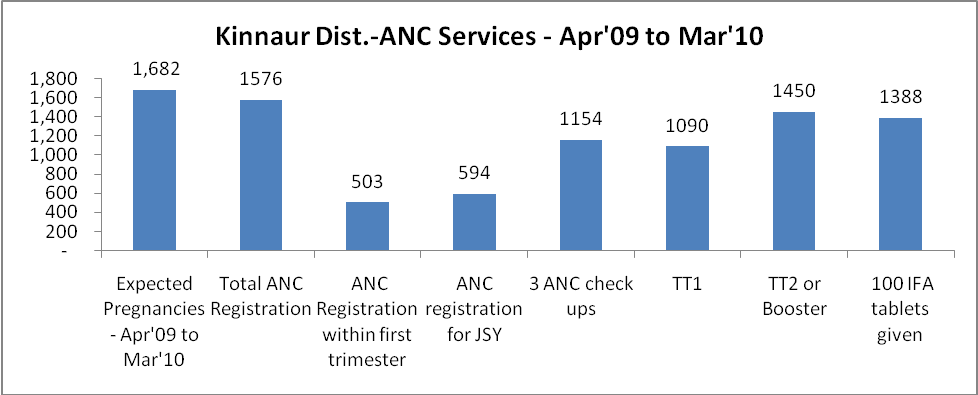 Kinnaur Dist.-ANC Services - Apr'09 to Mar'10
1,800
1,600
1,400
1,200
1,000
800
600
400
200
-
1,682
1576
503
594
1154
1090
1450
1388
Expected
Pregnancies
- Apr'09 to
Mar'10
Total ANC
Registration
ANC
Registration
within first
trimester
ANC
registration
for JSY
3 ANC check
ups
TT1
TT2 or
Booster
100 IFA
tablets
given